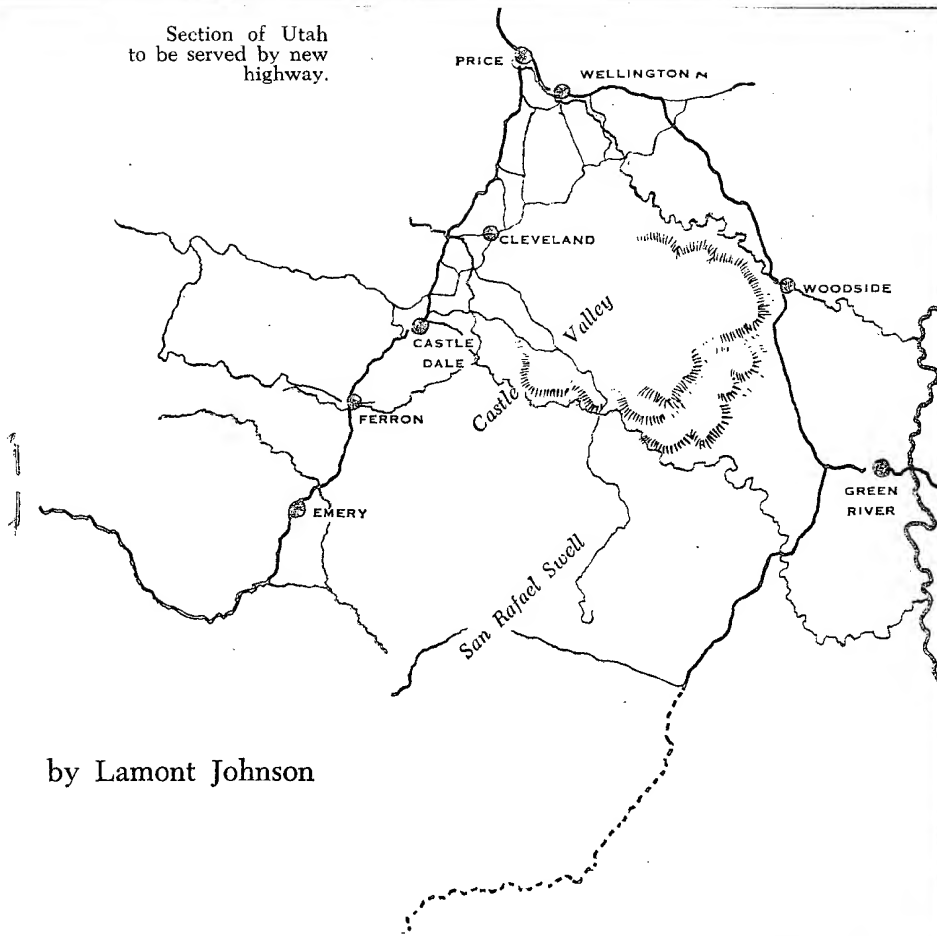 Section of Utah
to be served by new
highway.
PRICE
WELLINGTON
CLEVELAND
WOODSIDE
Valley
CASTLE
DALE
Castle
FERRON
GREEN
RIVER
EMERY
San Rafael Swell
by Lamont Johnson